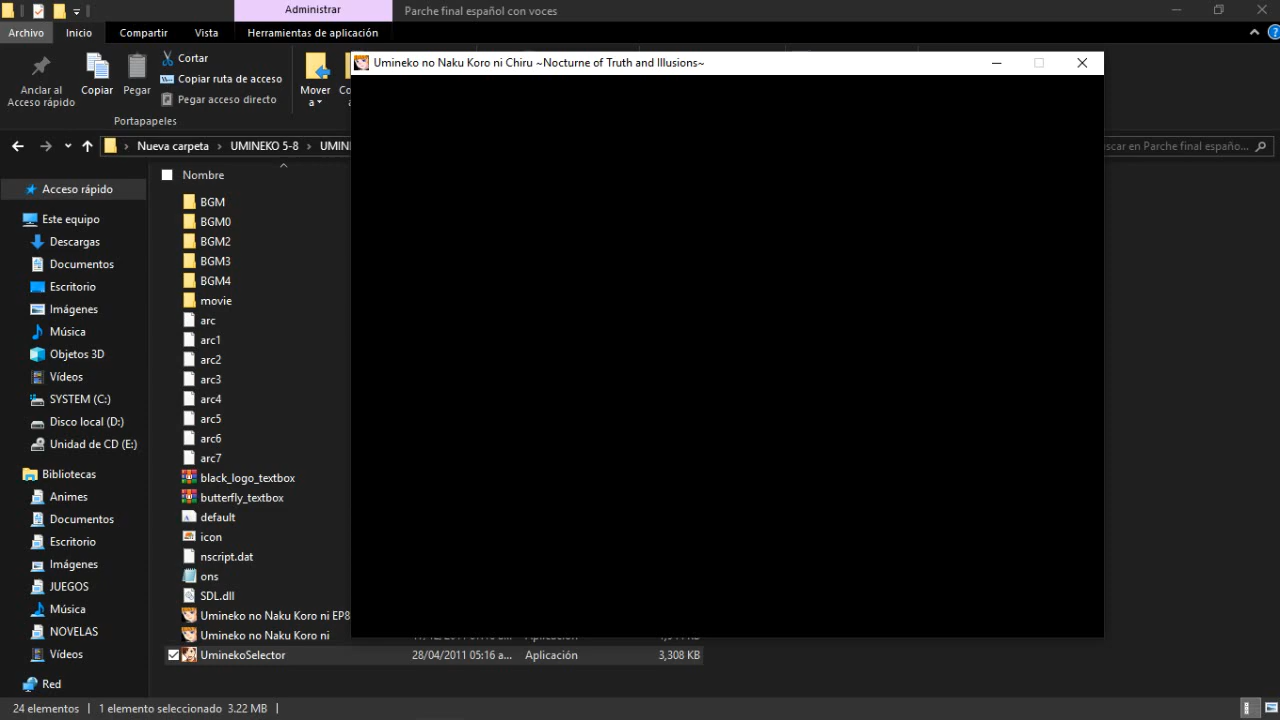 Administrar
Parche final español con voces
Archivo
Inicio
Compartir
Vista
Herramientas de aplicación
Anclar al
Acceso rápido
Copiar
Pegar
Cortar
Copiar ruta de acceso
Pegar acceso directo
Mover
a
Portapapeles
Umineko no Naku Koro ni Chiru ~Nocturne of Truth and Illusions~
Nueva carpeta
UMINEKO 5-8
UMIN
scar en Parche final españo...
Nombre
Acceso rápido
Este equipo
Descargas
Documentos
Escritorio
Imágenes
Música
Objetos 3D
Vídeos
SYSTEM (C:)
Disco local (D:)
Unidad de CD (E:)
Bibliotecas
Animes
Documentos
Escritorio
Imágenes
JUEGOS
Música
NOVELAS
Vídeos
Red
BGM
BGM0
BGM2
BGM3
BGM4
movie
arc
arc1
arc2
arc3
arc4
arc5
arc6
arc7
black_logo_textbox
butterfly_textbox
default
icon
nscript.dat
ons
SDL.dll
Umineko no Naku Koro ni EP8
Umineko no Naku Koro ni
UminekoSelector 28/04/2011 05:16 a... Aplicación 3,308 KB
24 elementos
1 elemento seleccionado 3.22 MB